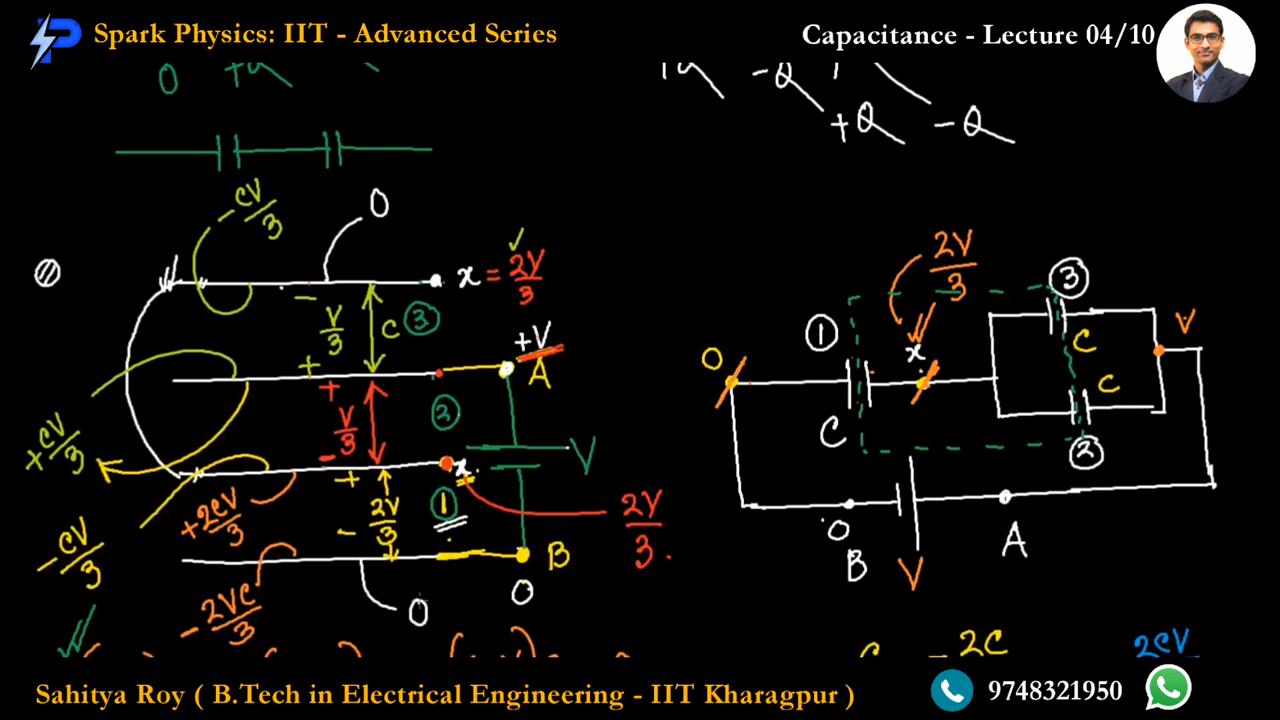 Spark Physics: IIT - Advanced Series
Capacitance - Lecture 04/10
0 +Q
+Q -Q
+Q -Q
-CV/3
0
x = 2V/3
- V/3 C ③
+V
+ A
+CV/3
+ V/3 ②
- V
+ x
+2CV/3
2V/3 ①
-
2V/3
-CV/3
B
-2VC/3
0
0
2V/3
③
①
x
V
0
C
C
C
②
0
B
A
V
2C
2CV
Sahitya Roy ( B.Tech in Electrical Engineering - IIT Kharagpur )
9748321950